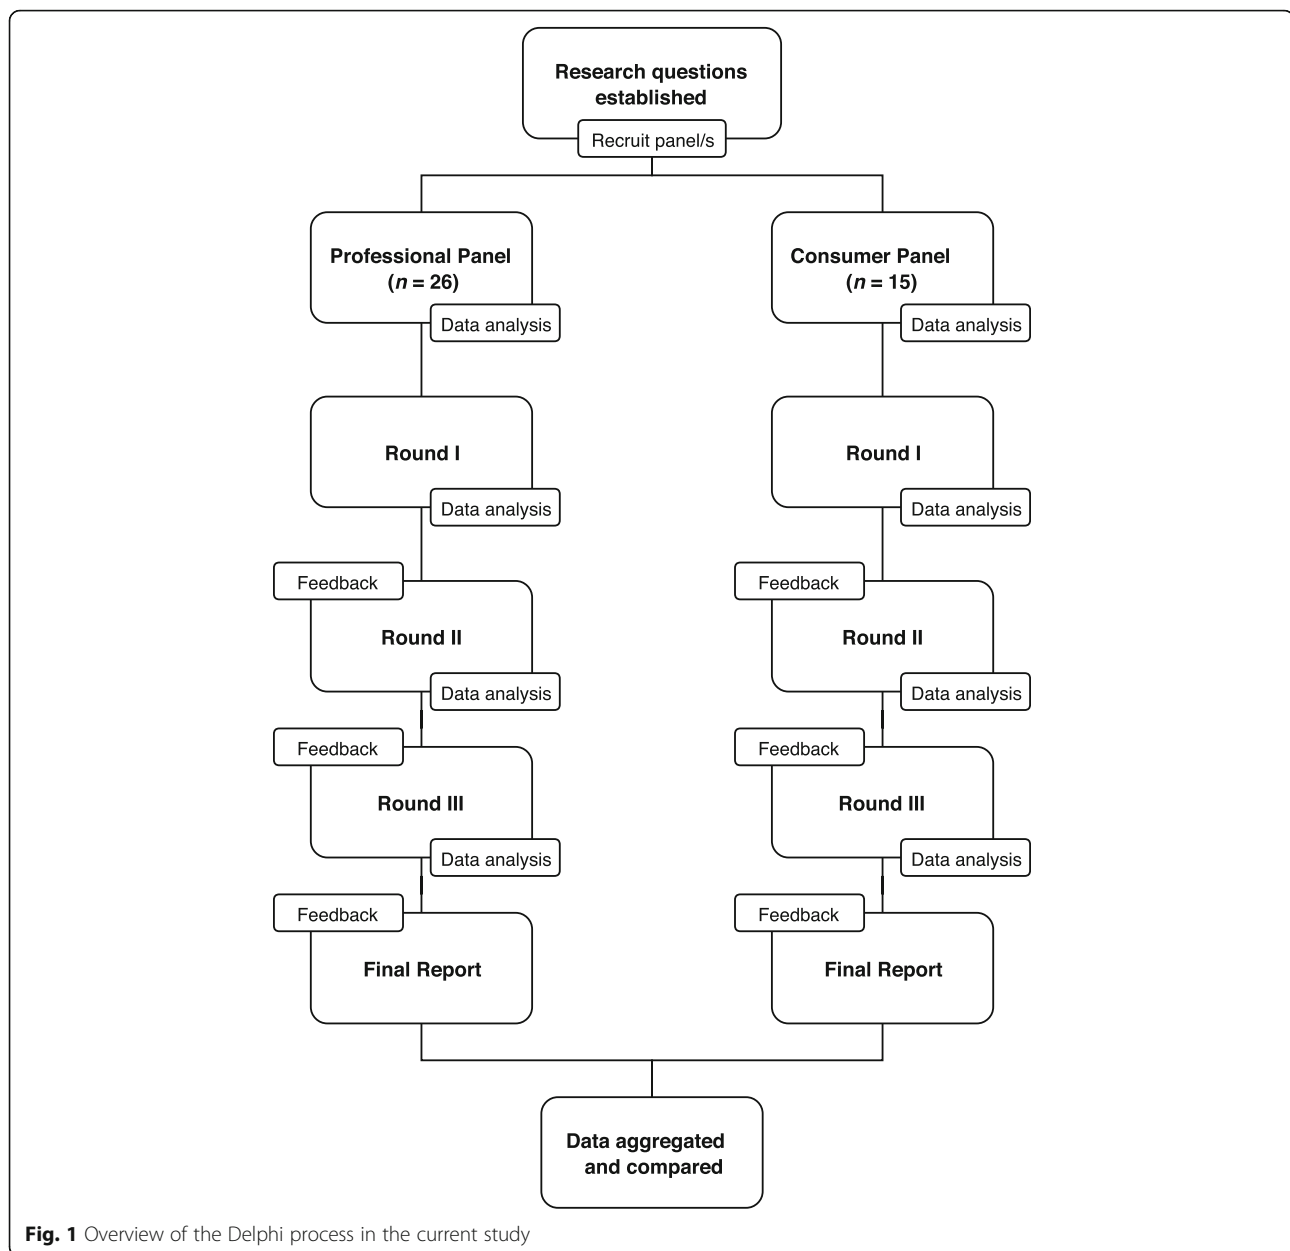 Research questions
established
Recruit panel/s
Professional Panel
(n = 26)
Data analysis
Consumer Panel
(n = 15)
Data analysis
Round I
Data analysis
Round I
Data analysis
Feedback
Round II
Data analysis
Feedback
Round II
Data analysis
Feedback
Round III
Data analysis
Feedback
Round III
Data analysis
Feedback
Final Report
Feedback
Final Report
Data aggregated
and compared
Fig. 1 Overview of the Delphi process in the current study